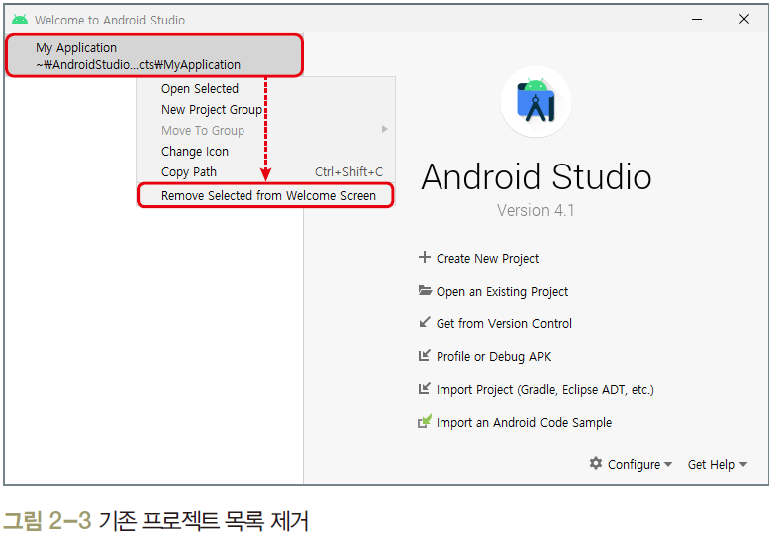 Welcome to Android Studio
My Application
~₩AndroidStudio...cts₩MyApplication
Open Selected
New Project Group
Move To Group
Change Icon
Copy Path Ctrl+Shift+C
Remove Selected from Welcome Screen
Android Studio
Version 4.1
Create New Project
Open an Existing Project
Get from Version Control
Profile or Debug APK
Import Project (Gradle, Eclipse ADT, etc.)
Import an Android Code Sample
Configure Get Help
그림 2-3 기존 프로젝트 목록 제거